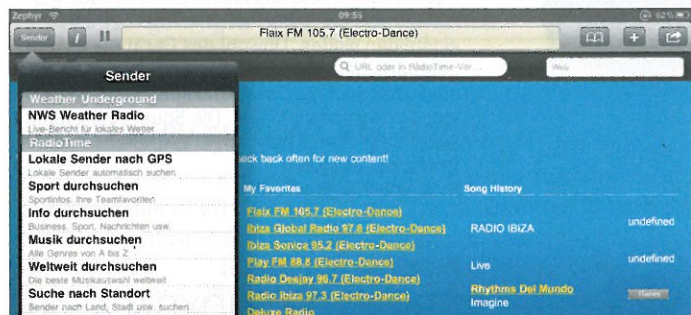 Zephyr
09:55
82%
Sender
Flaix FM 105.7 (Electro-Dance)
URL oder in RadioTime-Ver...
Web
Sender
Weather Underground
NWS Weather Radio
Live-Bericht für lokales Wetter
RadioTime
Lokale Sender nach GPS
Lokale Sender automatisch suchen
Sport durchsuchen
Sportinfos. Ihre Teamfavoriten
Info durchsuchen
Business, Sport, Nachrichten usw.
Musik durchsuchen
Alle Genres von A bis Z
Weltweit durchsuchen
Die beste Musikauswahl weltweit
Suche nach Standort
Sender nach Land, Stadt usw. suchen
eck back often for new content!
My Favorites
Song History
Flaix FM 105.7 (Electro-Dance)
Ibiza Global Radio 97.6 (Electro-Dance)
RADIO IBIZA
undefined
Ibiza Sonica 95.2 (Electro-Dance)
Play FM 88.8 (Electro-Dance)
Live
undefined
Radio Deejay 96.7 (Electro-Dance)
Radio Ibiza 97.3 (Electro-Dance)
Rhythms Del Mundo
Imagine
iTunes
Deluxe Radio